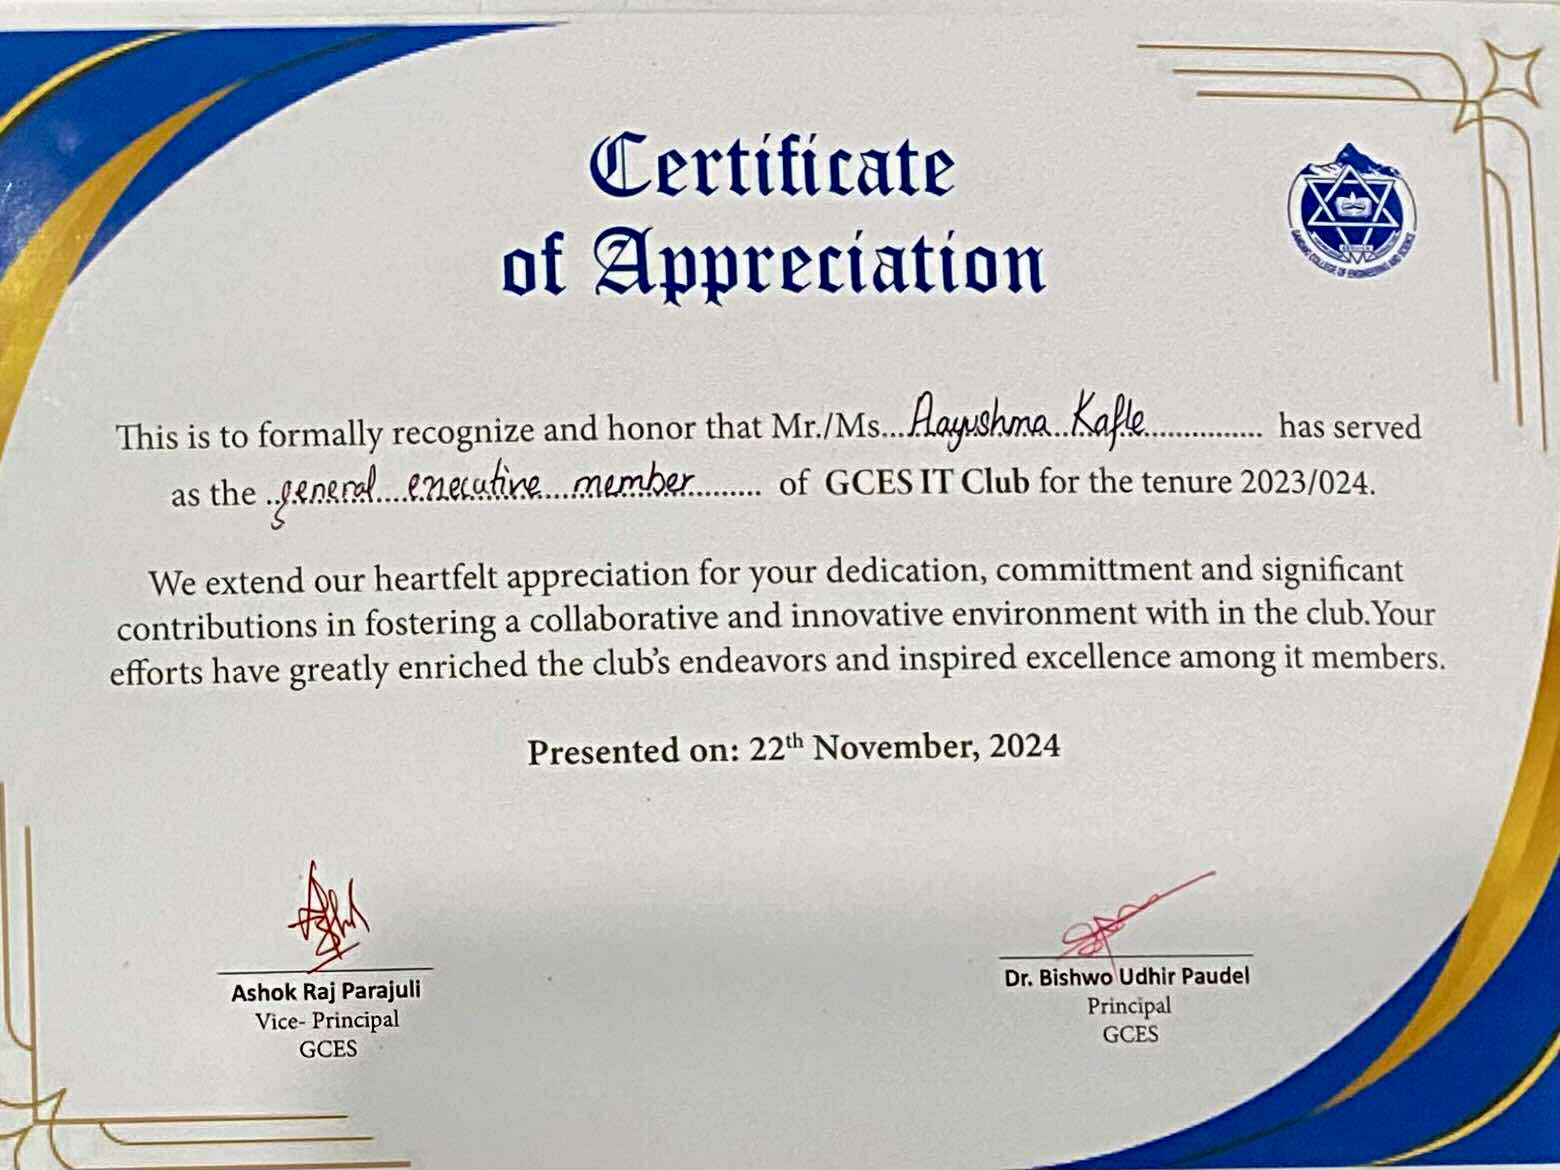 Certificate
of Appreciation
GANDAKI COLLEGE OF ENGINEERING AND SCIENCE
This is to formally recognize and honor that Mr./Ms...Aayushma Kafle.............. has served
as the ..general....executive...member........ of GCES IT Club for the tenure 2023/024.
We extend our heartfelt appreciation for your dedication, committment and significant
contributions in fostering a collaborative and innovative environment with in the club.Your
efforts have greatly enriched the club's endeavors and inspired excellence among it members.
Presented on: 22th November, 2024
Ashok Raj Parajuli
Vice- Principal
GCES
Dr. Bishwo Udhir Paudel
Principal
GCES